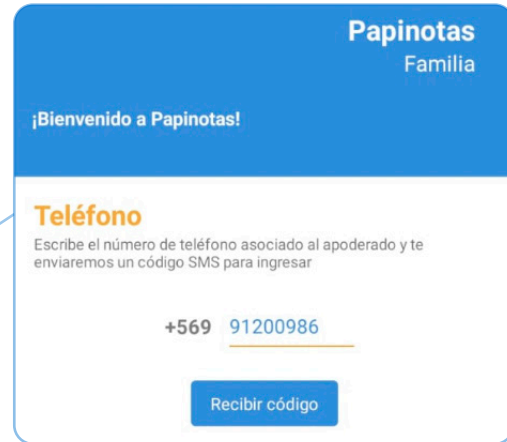 Papinotas
Familia
¡Bienvenido a Papinotas!
Teléfono
Escribe el número de teléfono asociado al apoderado y te
enviaremos un código SMS para ingresar
+569 91200986
Recibir código